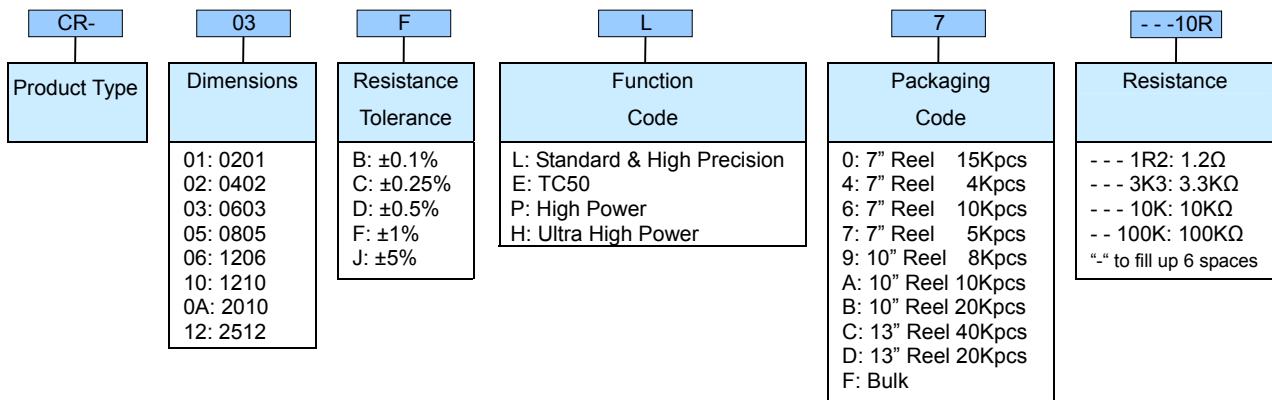 CR- 03 F L 7 - - -10R
Product Type
Dimensions
Resistance
Tolerance
Function
Code
Packaging
Code
Resistance
01: 0201
02: 0402
03: 0603
05: 0805
06: 1206
10: 1210
0A: 2010
12: 2512
B: ±0.1%
C: ±0.25%
D: ±0.5%
F: ±1%
J: ±5%
L: Standard & High Precision
E: TC50
P: High Power
H: Ultra High Power
0: 7” Reel 15Kpcs
4: 7” Reel 4Kpcs
6: 7” Reel 10Kpcs
7: 7” Reel 5Kpcs
9: 10” Reel 8Kpcs
A: 10” Reel 10Kpcs
B: 10” Reel 20Kpcs
C: 13” Reel 40Kpcs
D: 13” Reel 20Kpcs
F: Bulk
- - - 1R2: 1.2Ω
- - - 3K3: 3.3KΩ
- - - 10K: 10KΩ
- - 100K: 100KΩ
“-“ to fill up 6 spaces